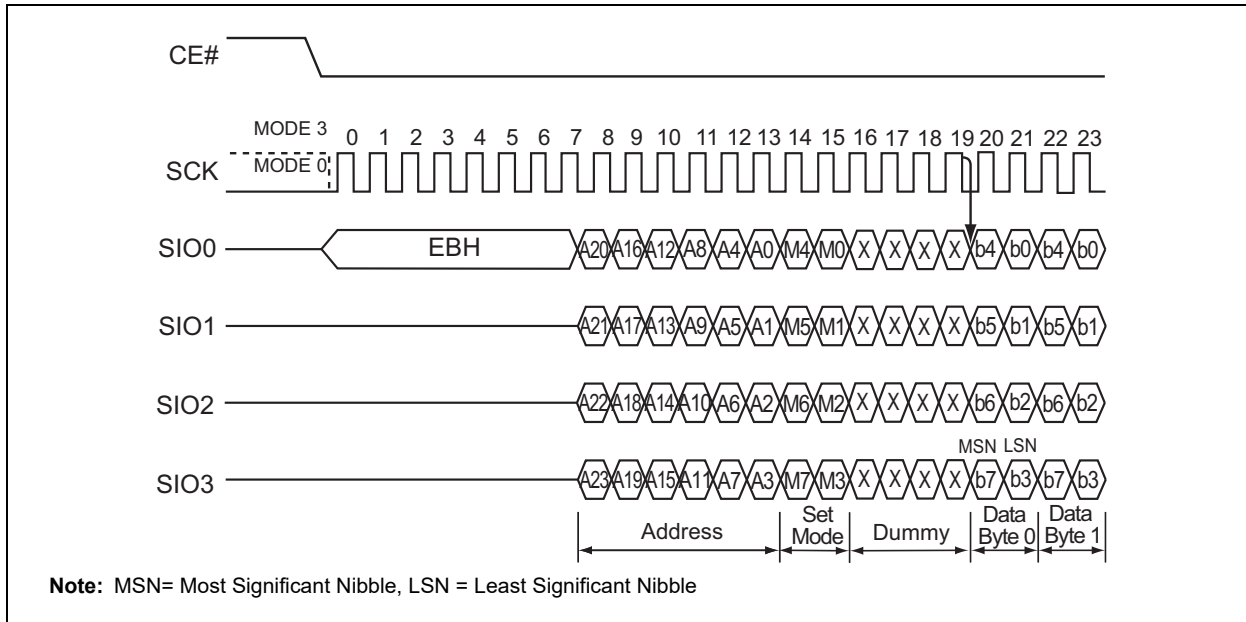 CE#
MODE 3
0 1 2 3 4 5 6 7 8 9 10 11 12 13 14 15 16 17 18 19 20 21 22 23
SCK
MODE 0
SIO0 EBH A20 A16 A12 A8 A4 A0 M4 M0 X X X X b4 b0 b4 b0
SIO1 A21 A17 A13 A9 A5 A1 M5 M1 X X X X b5 b1 b5 b1
SIO2 A22 A18 A14 A10 A6 A2 M6 M2 X X X X b6 b2 b6 b2
MSN LSN
SIO3 A23 A19 A15 A11 A7 A3 M7 M3 X X X X b7 b3 b7 b3
Address
Set
Mode
Dummy
Data
Byte 0
Data
Byte 1
Note: MSN= Most Significant Nibble, LSN = Least Significant Nibble